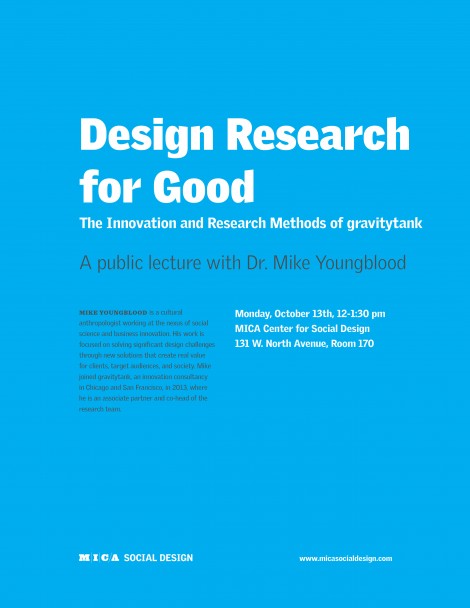 Design Research
for Good
The Innovation and Research Methods of gravitytank
A public lecture with Dr. Mike Youngblood
MIKE YOUNGBLOOD is a cultural
anthropologist working at the nexus of social
science and business innovation. His work is
focused on solving significant design challenges
through new solutions that create real value
for clients, target audiences, and society. Mike
joined gravitytank, an innovation consultancy
in Chicago and San Francisco, in 2013, where
he is an associate partner and co-head of the
research team.
Monday, October 13th, 12-1:30 pm
MICA Center for Social Design
131 W. North Avenue, Room 170
MICA SOCIAL DESIGN
www.micasocialdesign.com